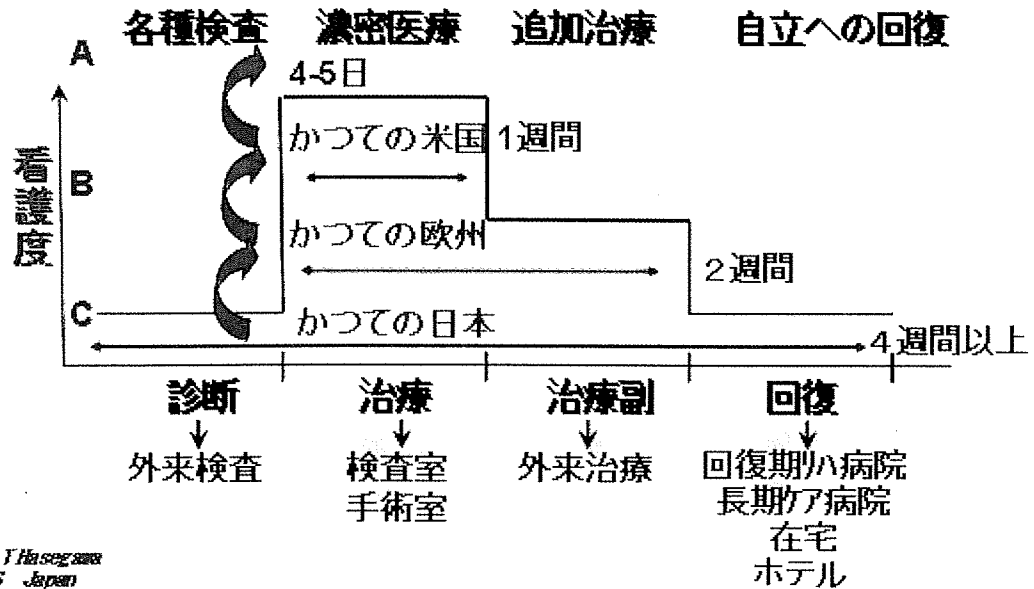 各種検査 濃密医療 追加治療 自立への回復
A
4-5日
かつての米国 1週間
看護度
B
かつての欧州
2週間
C
かつての日本
4週間以上
診断 治療 治療副 回復
外来検査 検査室 外来治療 回復期リハ病院
手術室 長期ケア病院
在宅
ホテル
T Hasegawa
Japan